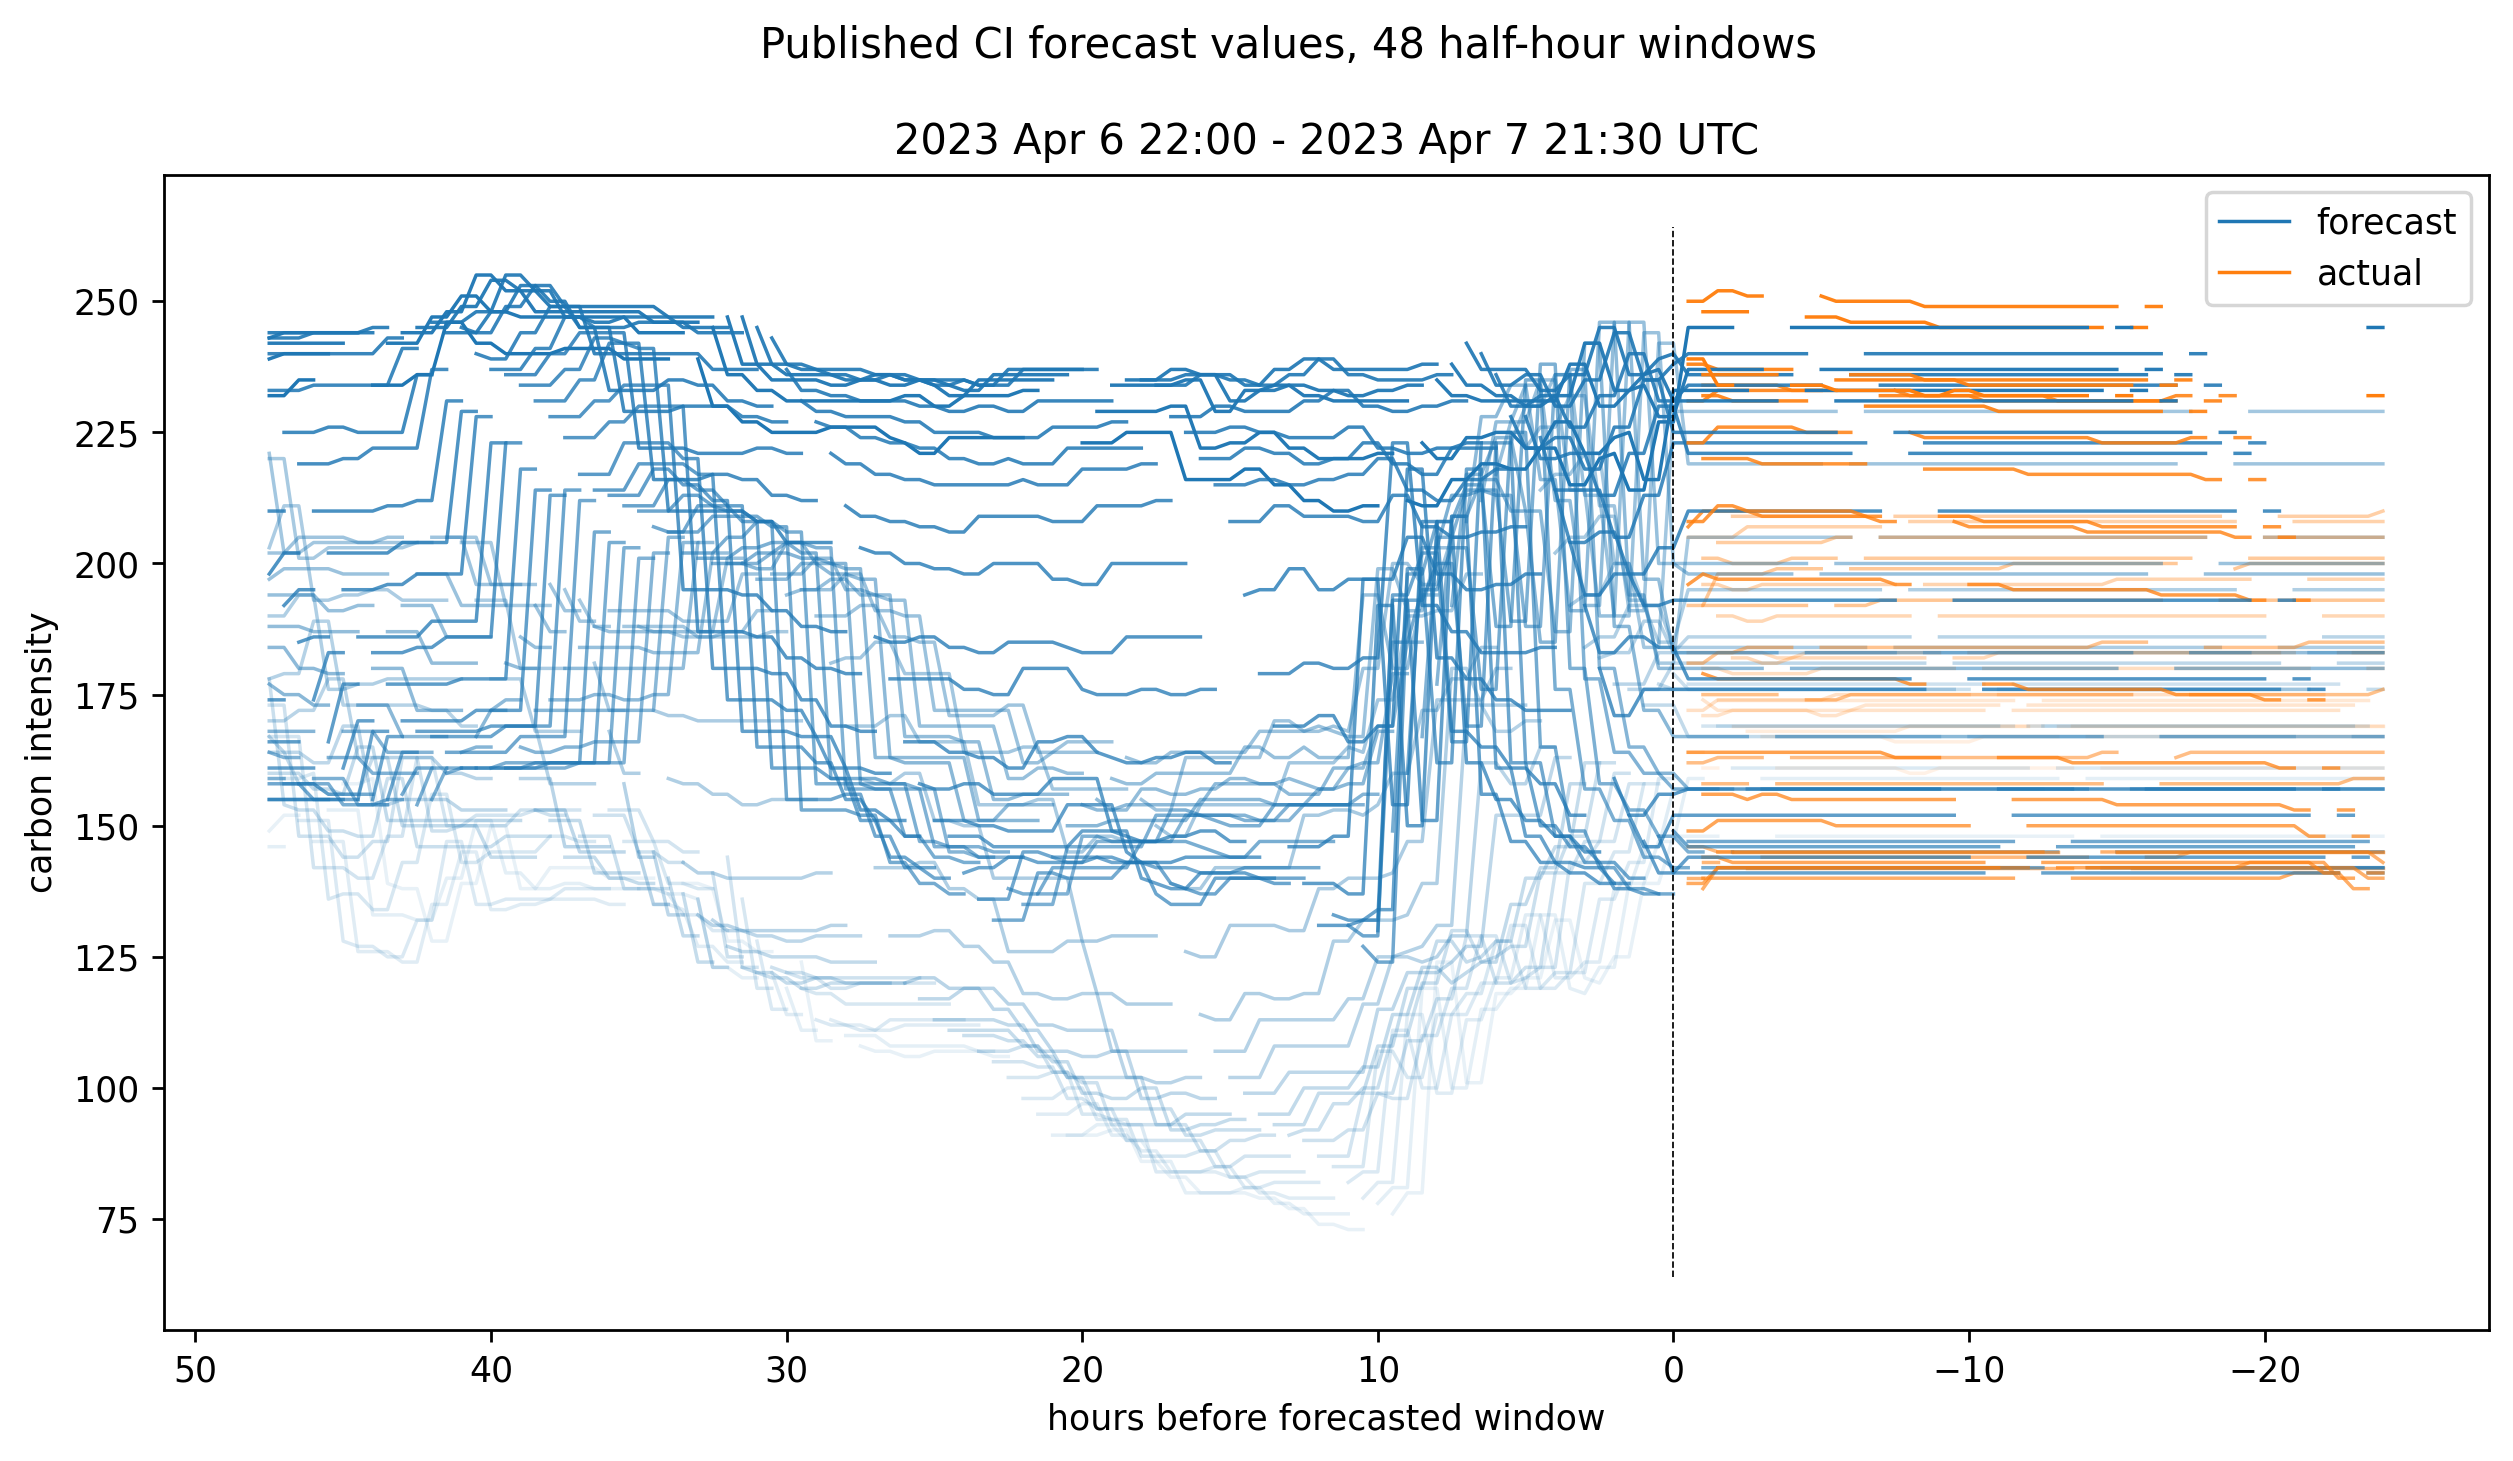 Published CI forecast values, 48 half-hour windows
2023 Apr 6 22:00 - 2023 Apr 7 21:30 UTC
forecast
actual
carbon intensity
250
225
200
175
150
125
100
75
50 40 30 20 10 0 −10 −20
hours before forecasted window